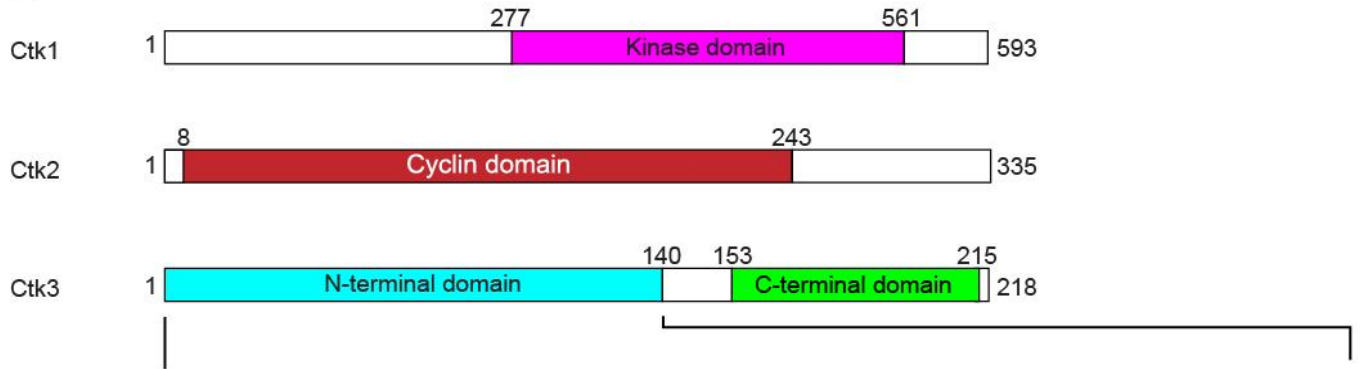 277 561
Ctk1 1 Kinase domain 593
8 243
Ctk2 1 Cyclin domain 335
140 153 215
Ctk3 1 N-terminal domain C-terminal domain 218